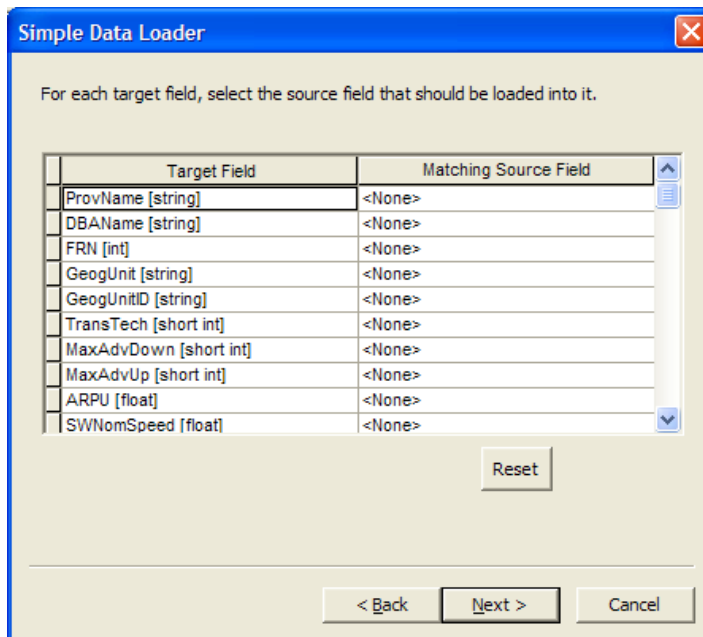 Simple Data Loader
For each target field, select the source field that should be loaded into it.
Target Field Matching Source Field
ProvName [string] <None>
DBAName [string] <None>
FRN [int] <None>
GeogUnit [string] <None>
GeogUnitID [string] <None>
TransTech [short int] <None>
MaxAdvDown [short int] <None>
MaxAdvUp [short int] <None>
ARPU [float] <None>
SWNomSpeed [float] <None>
Reset
< Back Next > Cancel